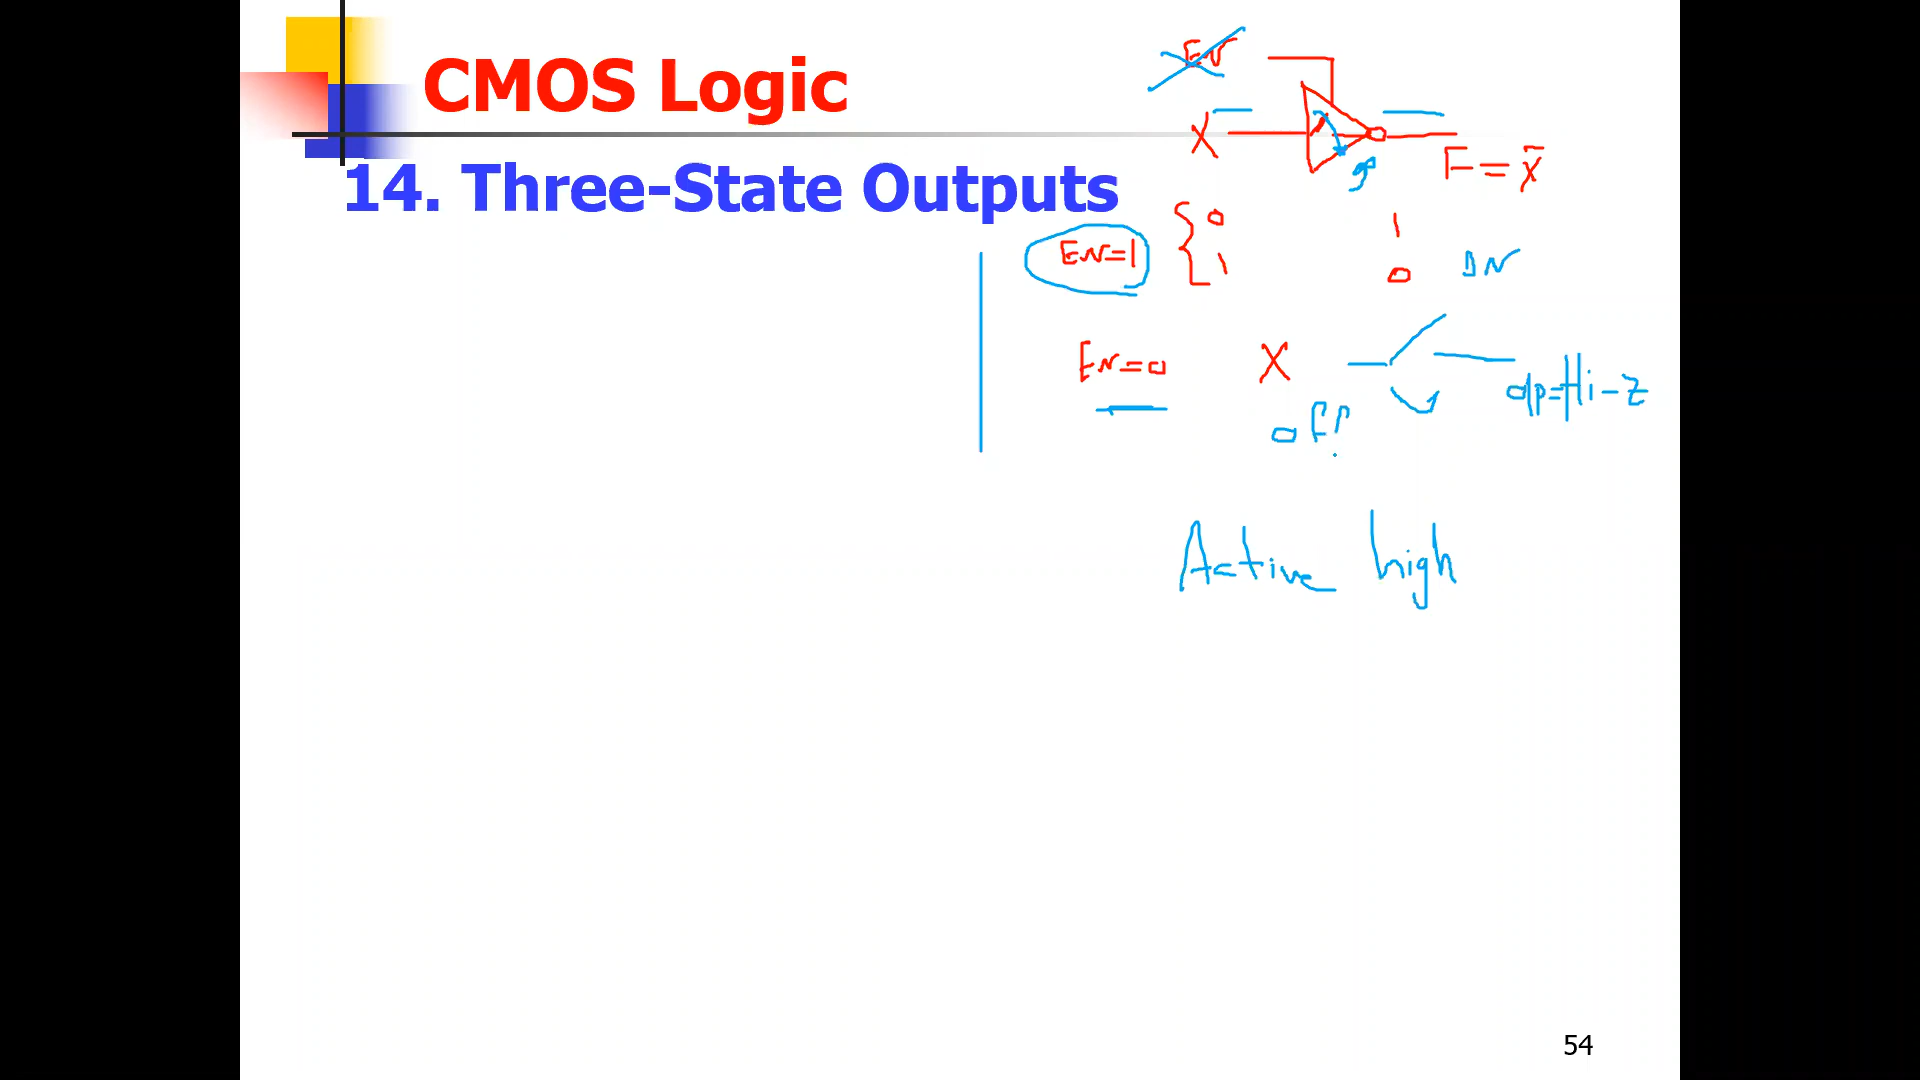 CMOS Logic
EN
X
F = x̄
14. Three-State Outputs
EN=1 { 0 1
1 0 ON
EN=0 X op=Hi-Z
off
Active high
54